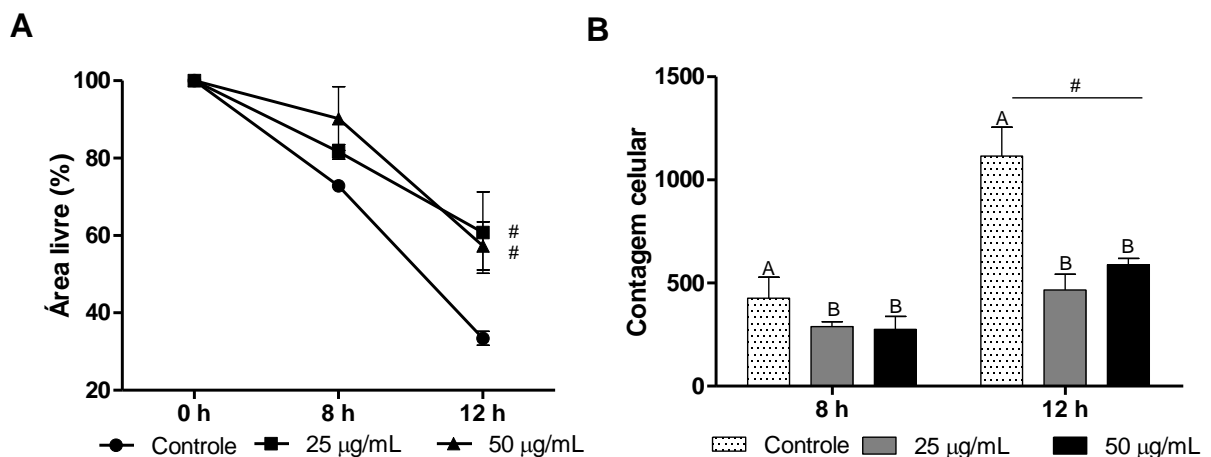 A
Área livre (%)
100
80
60
40
20
#
#
0 h
8 h
12 h
Controle
25 µg/mL
50 µg/mL
B
Contagem celular
1500
1000
500
0
#
A
B
B
A
B
B
8 h
12 h
Controle
25 µg/mL
50 µg/mL